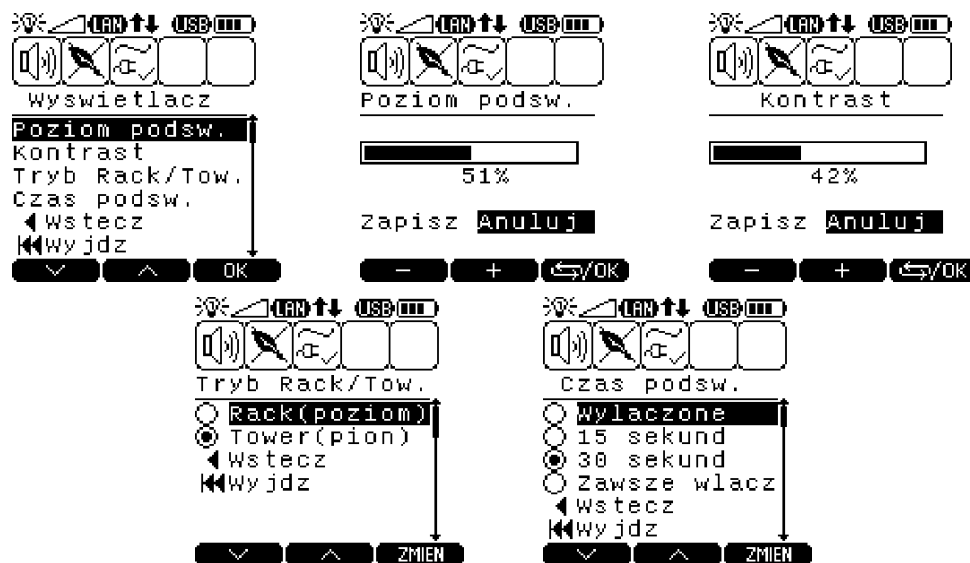 LAN USB
Wyswietlacz
Poziom podsw.
Kontrast
Tryb Rack/Tow.
Czas podsw.
Wstecz
Wyjdz
OK
LAN USB
Poziom podsw.
51%
Zapisz Anuluj
- + /OK
LAN USB
Kontrast
42%
Zapisz Anuluj
- + /OK
LAN USB
Tryb Rack/Tow.
Rack(poziom)
Tower(pion)
Wstecz
Wyjdz
ZMIEN
LAN USB
Czas podsw.
Wylaczone
15 sekund
30 sekund
Zawsze wlacz
Wstecz
Wyjdz
ZMIEN